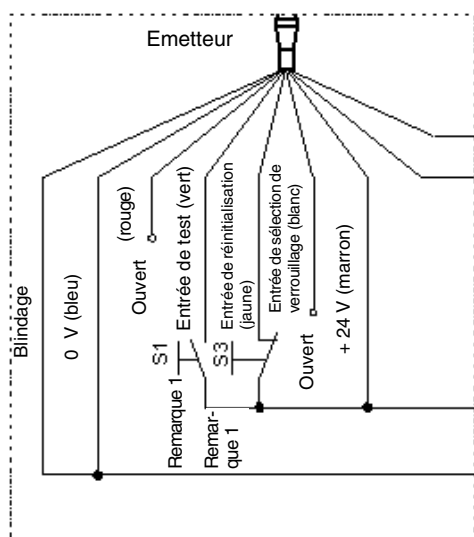 Emetteur
Blindage
0 V (bleu)
(rouge)
Ouvert
Entrée de test (vert)
S1
Remarque 1
Entrée de réinitialisation
(jaune)
S3
Remar-
que 1
Entrée de sélection de
verrouillage (blanc)
Ouvert
+ 24 V (marron)